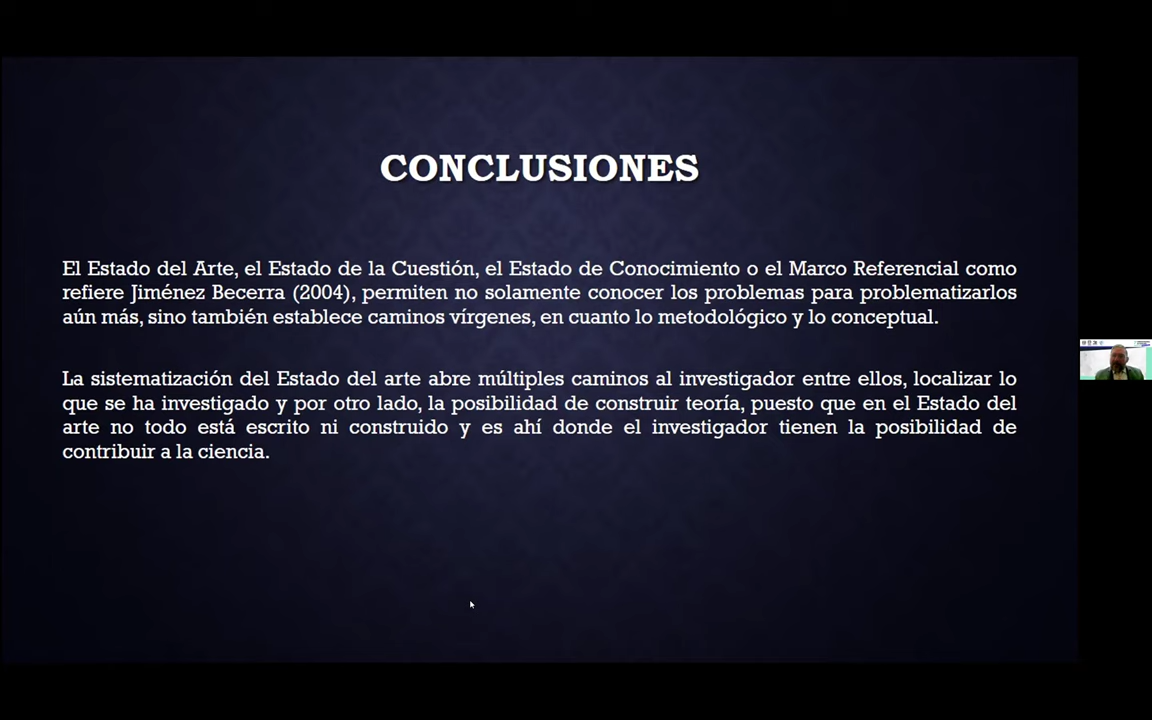 CONCLUSIONES
El Estado del Arte, el Estado de la Cuestión, el Estado de Conocimiento o el Marco Referencial como
refiere Jiménez Becerra (2004), permiten no solamente conocer los problemas para problematizarlos
aún más, sino también establece caminos vírgenes, en cuanto lo metodológico y lo conceptual.
La sistematización del Estado del arte abre múltiples caminos al investigador entre ellos, localizar lo
que se ha investigado y por otro lado, la posibilidad de construir teoría, puesto que en el Estado del
arte no todo está escrito ni construido y es ahí donde el investigador tienen la posibilidad de
contribuir a la ciencia.